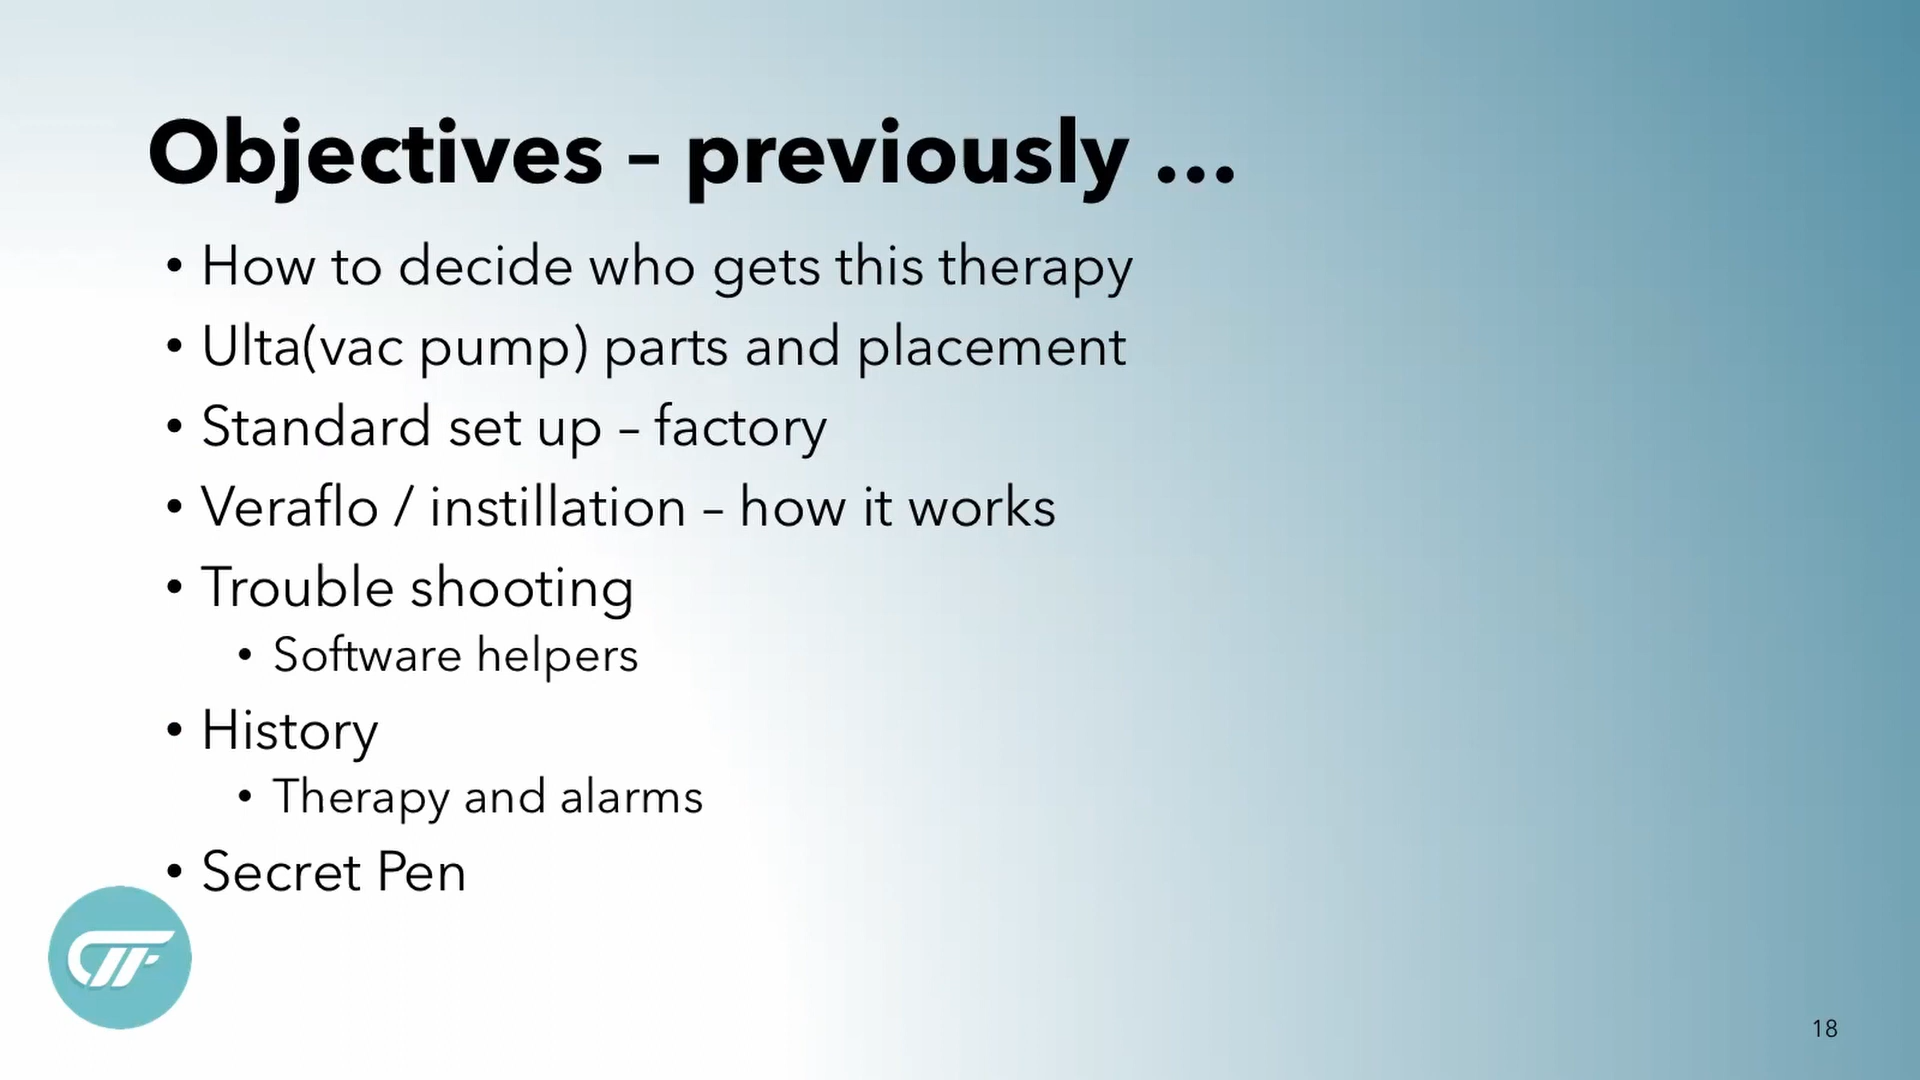 Objectives – previously ...
• How to decide who gets this therapy
• Ulta(vac pump) parts and placement
• Standard set up – factory
• Veraflo / instillation – how it works
• Trouble shooting
• Software helpers
• History
• Therapy and alarms
• Secret Pen
18